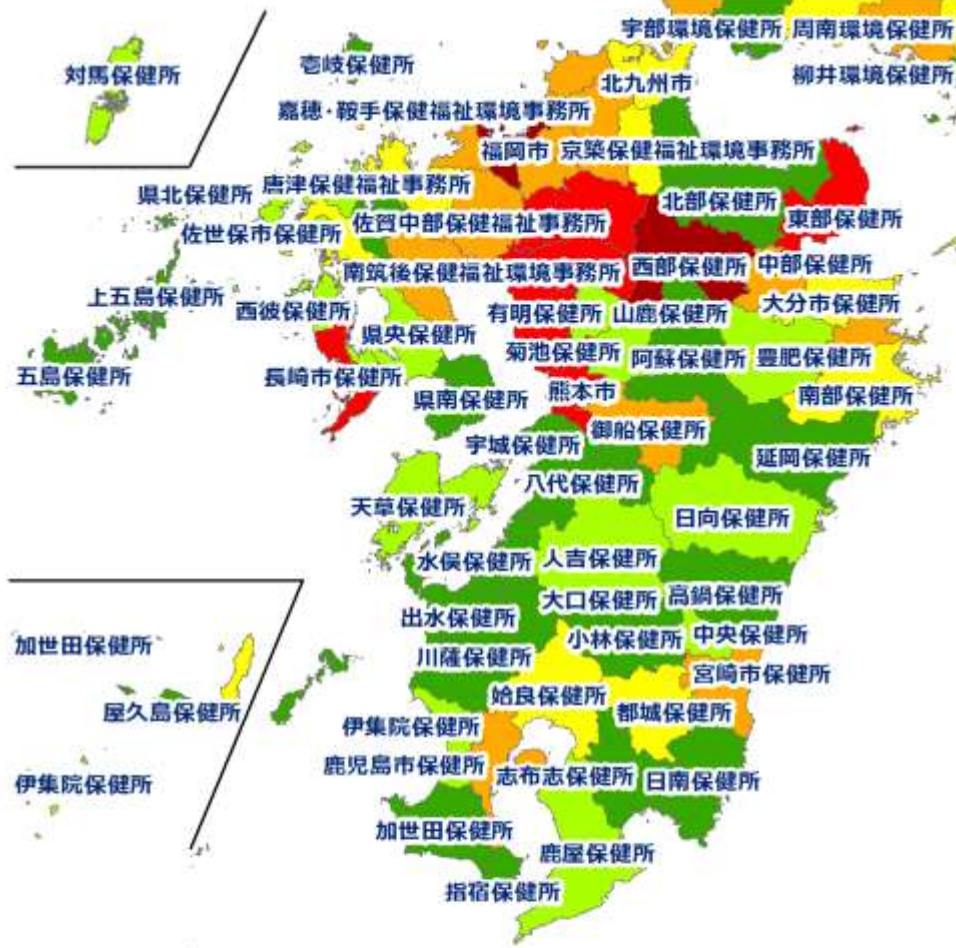 宇部環境保健所
周南環境保健所
対馬保健所
壱岐保健所
北九州市
柳井環境保健所
嘉穂・鞍手保健福祉環境事務所
福岡市
京築保健福祉環境事務所
県北保健所
唐津保健福祉事務所
北部保健所
東部保健所
佐世保市保健所
佐賀中部保健福祉事務所
南筑後保健福祉環境事務所
西部保健所
中部保健所
上五島保健所
西彼保健所
有明保健所
山鹿保健所
大分市保健所
県央保健所
五島保健所
長崎市保健所
菊池保健所
阿蘇保健所
豊肥保健所
県南保健所
熊本市
南部保健所
御船保健所
宇城保健所
延岡保健所
八代保健所
天草保健所
日向保健所
水俣保健所
人吉保健所
大口保健所
高鍋保健所
出水保健所
小林保健所
中央保健所
加世田保健所
川薩保健所
宮崎市保健所
屋久島保健所
姶良保健所
都城保健所
伊集院保健所
鹿児島市保健所
志布志保健所
日南保健所
伊集院保健所
加世田保健所
鹿屋保健所
指宿保健所